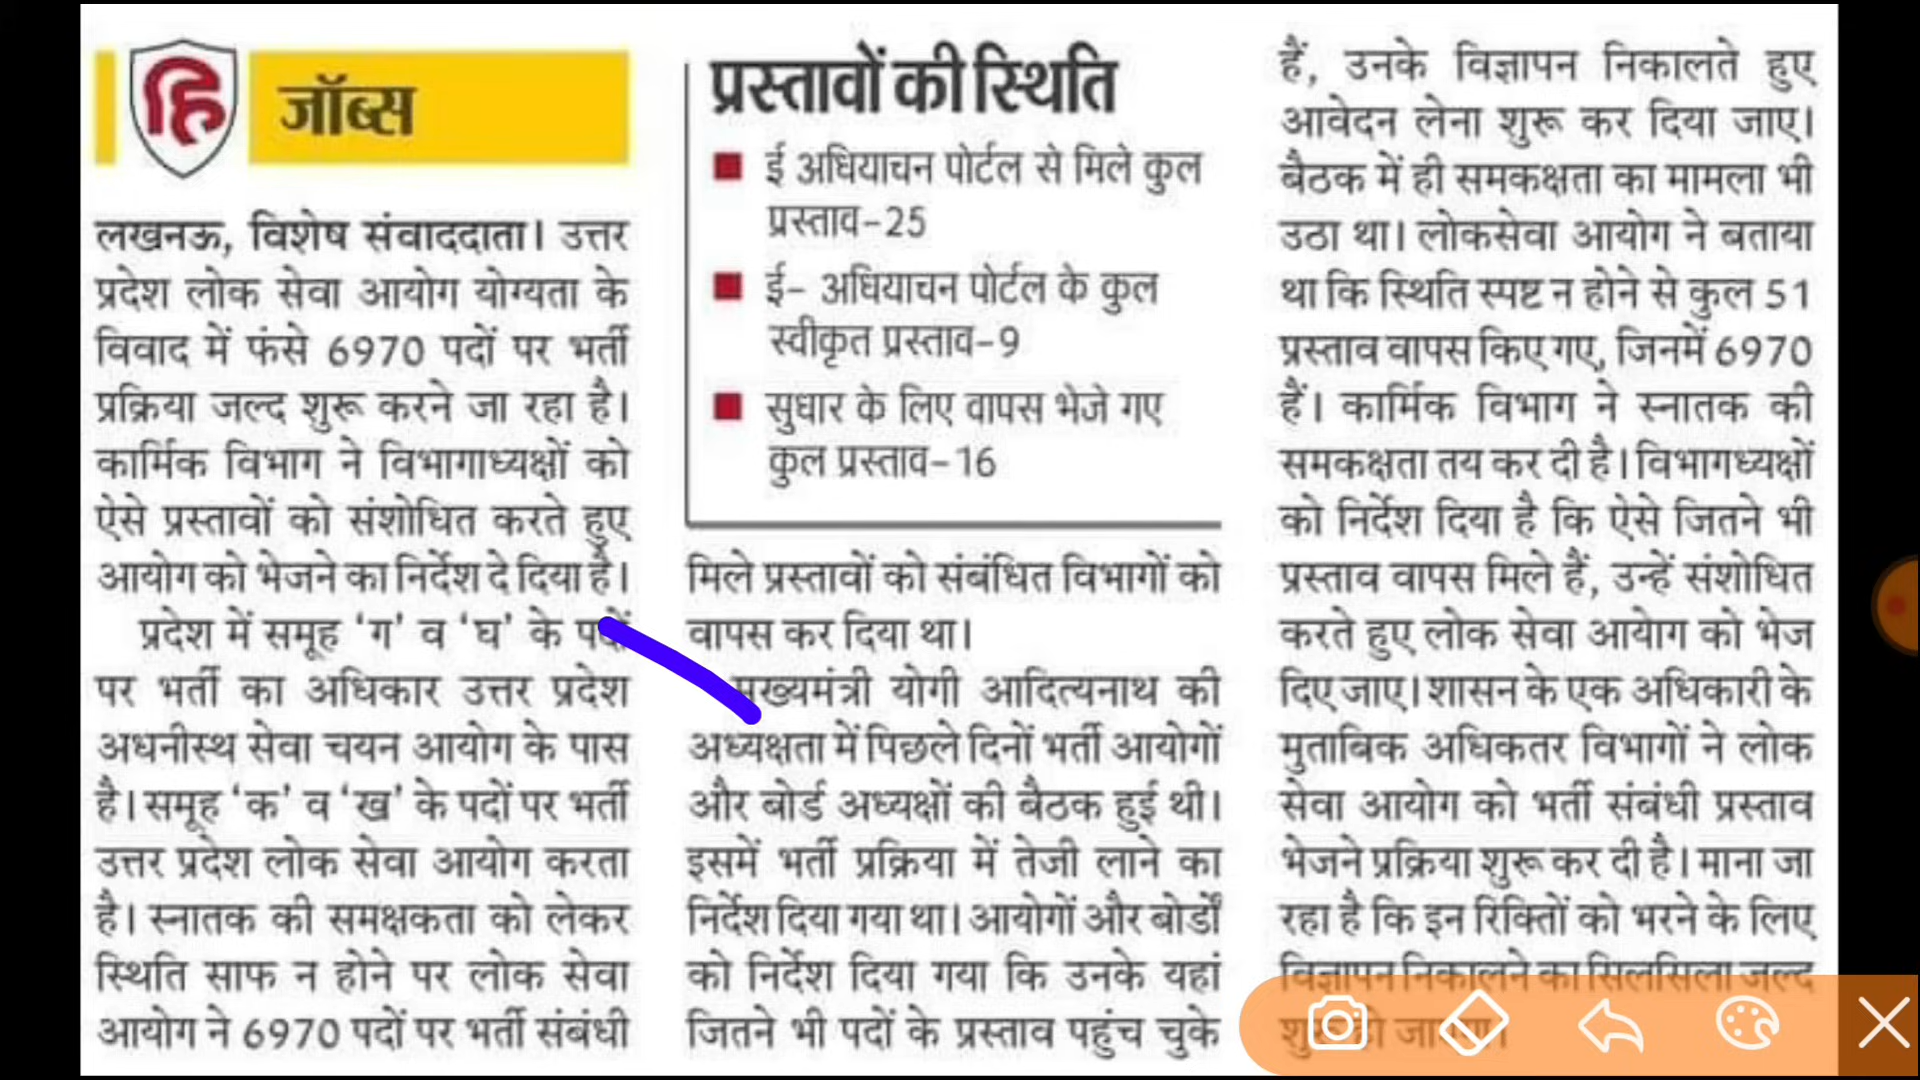 हि
जॉब्स
लखनऊ, विशेष संवाददाता। उत्तर
प्रदेश लोक सेवा आयोग योग्यता के
विवाद में फंसे 6970 पदों पर भर्ती
प्रक्रिया जल्द शुरू करने जा रहा है।
कार्मिक विभाग ने विभागाध्यक्षों को
ऐसे प्रस्तावों को संशोधित करते हुए
आयोग को भेजने का निर्देश दे दिया है।
प्रदेश में समूह ‘ग’ व ‘घ’ के पदों
पर भर्ती का अधिकार उत्तर प्रदेश
अधनीस्थ सेवा चयन आयोग के पास
है। समूह ‘क’ व ‘ख’ के पदों पर भर्ती
उत्तर प्रदेश लोक सेवा आयोग करता
है। स्नातक की समक्षकता को लेकर
स्थिति साफ न होने पर लोक सेवा
आयोग ने 6970 पदों पर भर्ती संबंधी
प्रस्तावों की स्थिति
ई अधियाचन पोर्टल से मिले कुल
प्रस्ताव-25
ई- अधियाचन पोर्टल के कुल
स्वीकृत प्रस्ताव-9
सुधार के लिए वापस भेजे गए
कुल प्रस्ताव-16
मिले प्रस्तावों को संबंधित विभागों को
वापस कर दिया था।
मुख्यमंत्री योगी आदित्यनाथ की
अध्यक्षता में पिछले दिनों भर्ती आयोगों
और बोर्ड अध्यक्षों की बैठक हुई थी।
इसमें भर्ती प्रक्रिया में तेजी लाने का
निर्देश दिया गया था। आयोगों और बोर्डों
को निर्देश दिया गया कि उनके यहां
जितने भी पदों के प्रस्ताव पहुंच चुके
हैं, उनके विज्ञापन निकालते हुए
आवेदन लेना शुरू कर दिया जाए।
बैठक में ही समकक्षता का मामला भी
उठा था। लोकसेवा आयोग ने बताया
था कि स्थिति स्पष्ट न होने से कुल 51
प्रस्ताव वापस किए गए, जिनमें 6970
हैं। कार्मिक विभाग ने स्नातक की
समकक्षता तय कर दी है। विभागध्यक्षों
को निर्देश दिया है कि ऐसे जितने भी
प्रस्ताव वापस मिले हैं, उन्हें संशोधित
करते हुए लोक सेवा आयोग को भेज
दिए जाए। शासन के एक अधिकारी के
मुताबिक अधिकतर विभागों ने लोक
सेवा आयोग को भर्ती संबंधी प्रस्ताव
भेजने प्रक्रिया शुरू कर दी है। माना जा
रहा है कि इन रिक्तिों को भरने के लिए
विज्ञापन निकालने का सिलसिला जल्द